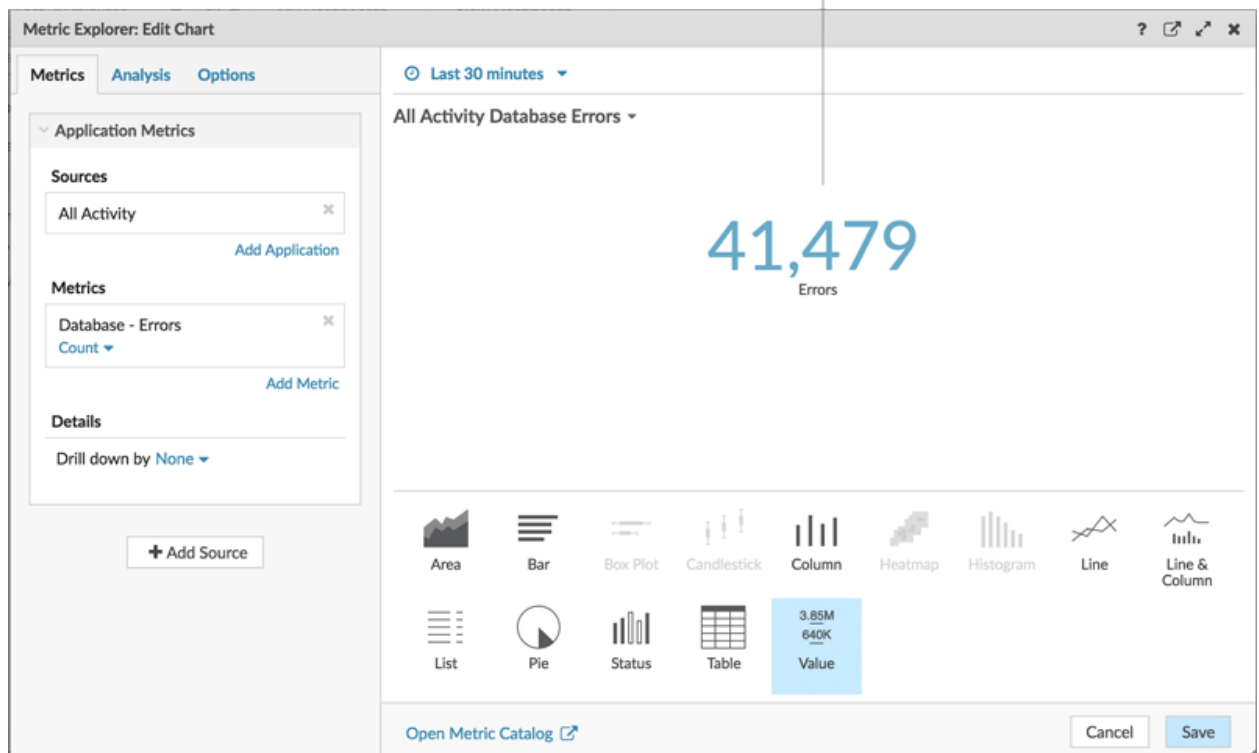 Metric Explorer: Edit Chart
?
Metrics Analysis Options
Last 30 minutes
Application Metrics
All Activity Database Errors
Sources
All Activity
Add Application
41,479
Errors
Metrics
Database - Errors
Count
Add Metric
Details
Drill down by None
+ Add Source
Area Bar Box Plot Candlestick Column Heatmap Histogram Line Line &
Column
3.85M
640K
List Pie Status Table Value
Open Metric Catalog
Cancel Save